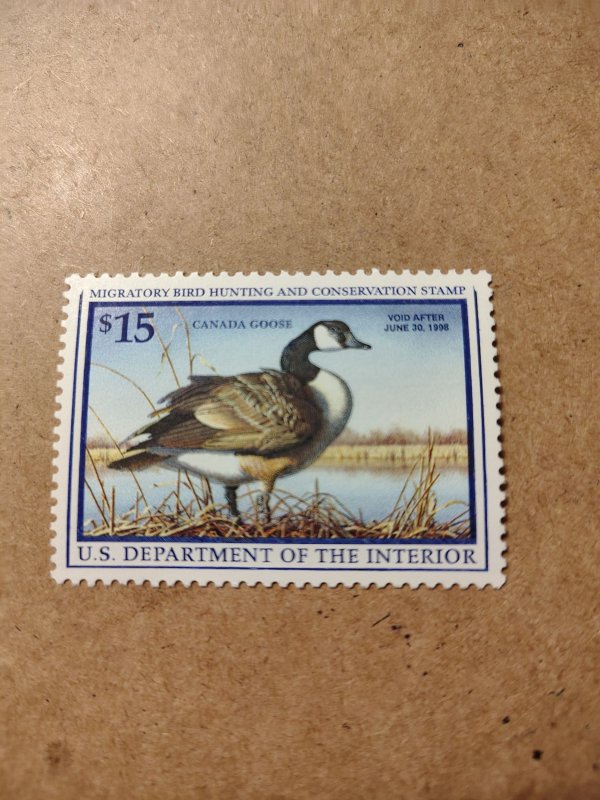 MIGRATORY BIRD HUNTING AND CONSERVATION STAMP
$15
CANADA GOOSE
VOID AFTER
JUNE 30, 1998
U.S. DEPARTMENT OF THE INTERIOR